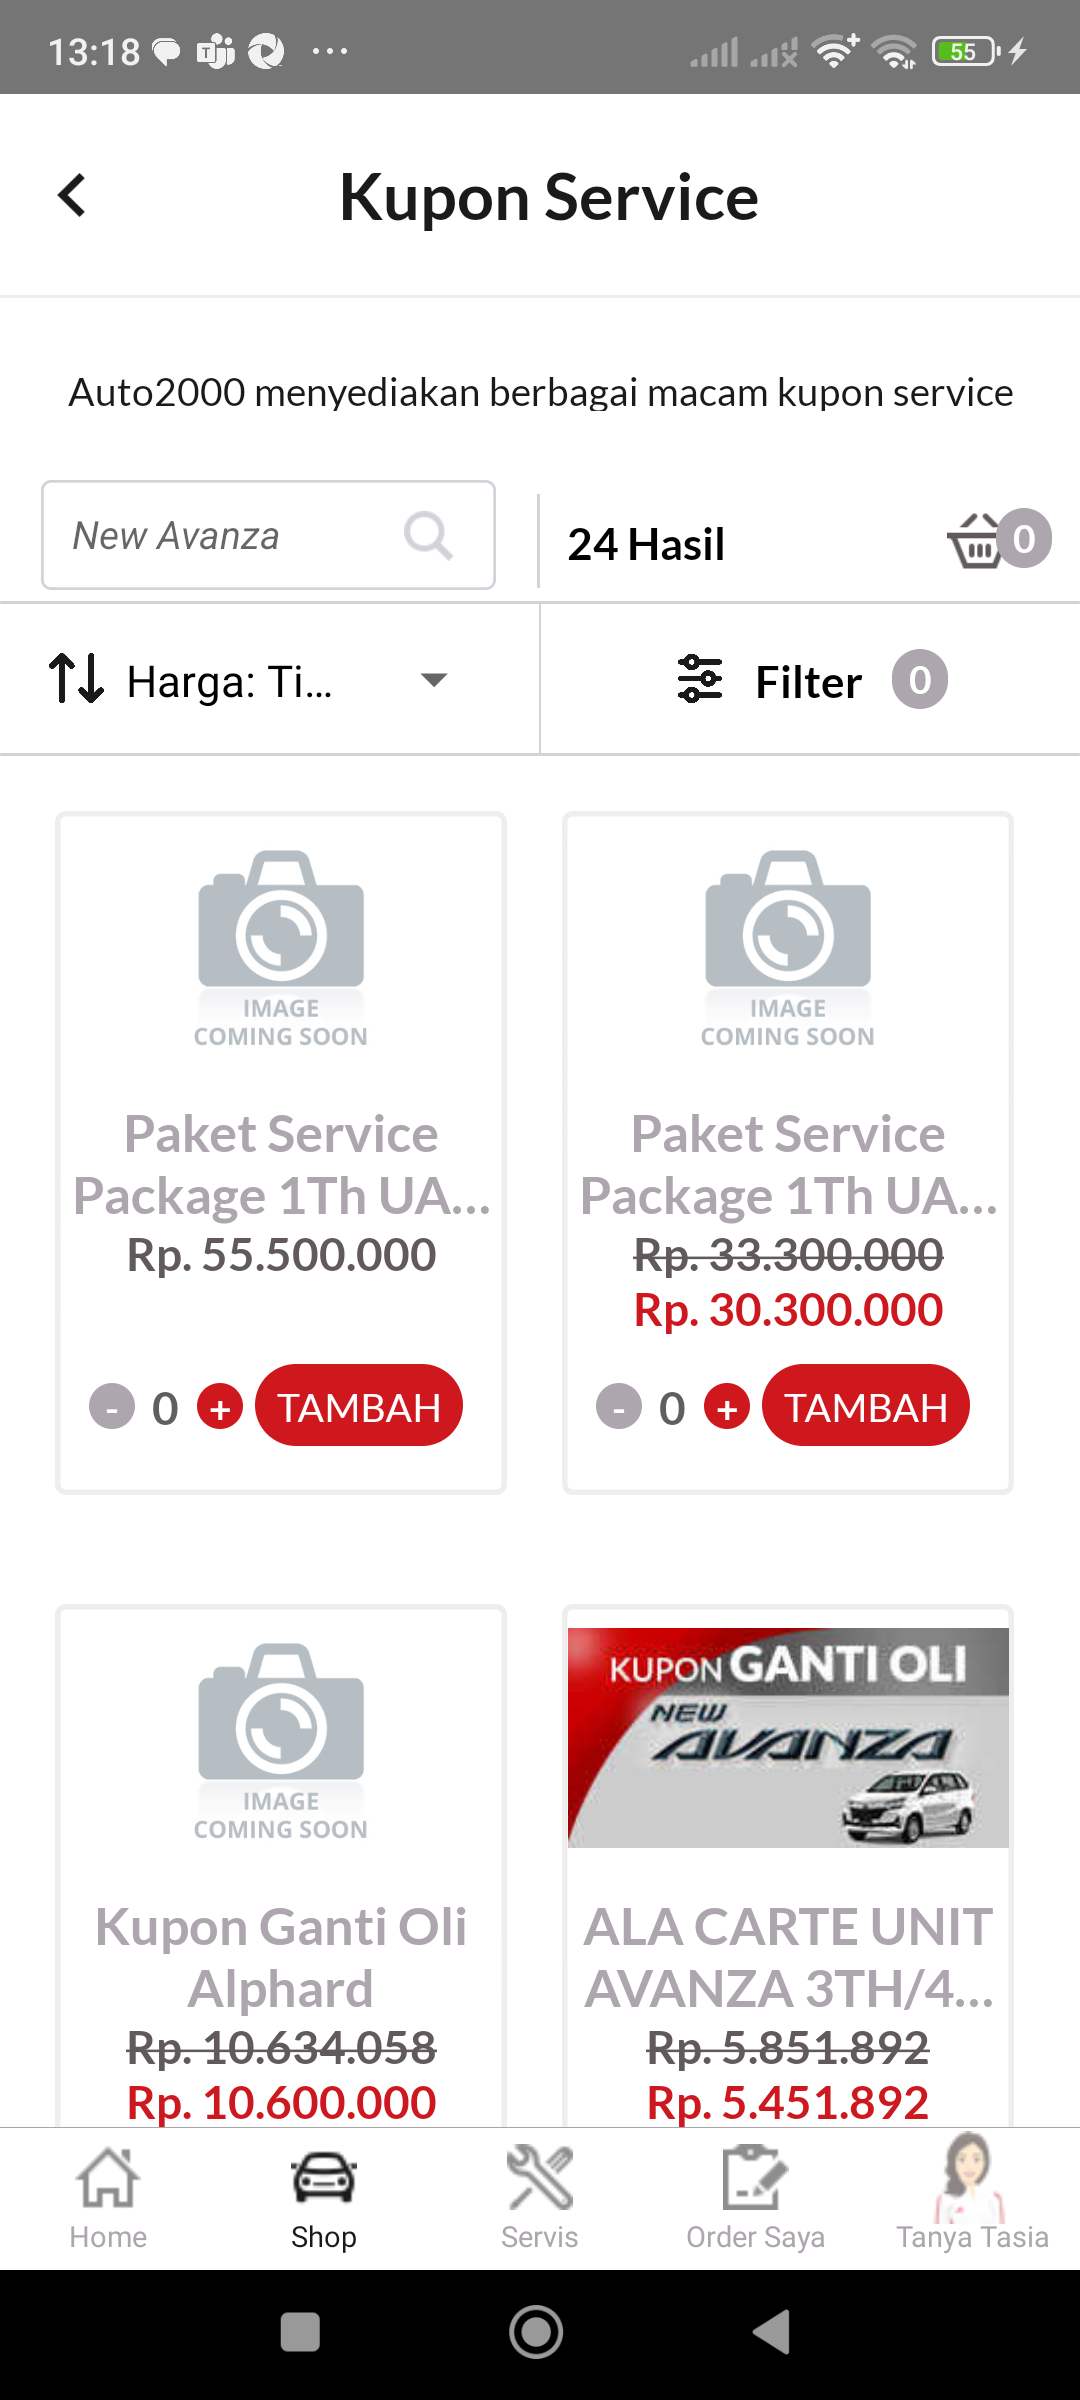 13:18
55
Kupon Service
Auto2000 menyediakan berbagai macam kupon service
New Avanza
24 Hasil
0
Harga: Ti...
Filter
0
IMAGE
COMING SOON
Paket Service
Package 1Th UA...
Rp. 55.500.000
- 0 + TAMBAH
IMAGE
COMING SOON
Paket Service
Package 1Th UA...
Rp. 33.300.000
Rp. 30.300.000
- 0 + TAMBAH
IMAGE
COMING SOON
Kupon Ganti Oli
Alphard
Rp. 10.634.058
Rp. 10.600.000
KUPON GANTI OLI
NEW
AVANZA
ALA CARTE UNIT
AVANZA 3TH/4...
Rp. 5.851.892
Rp. 5.451.892
Home
Shop
Servis
Order Saya
Tanya Tasia